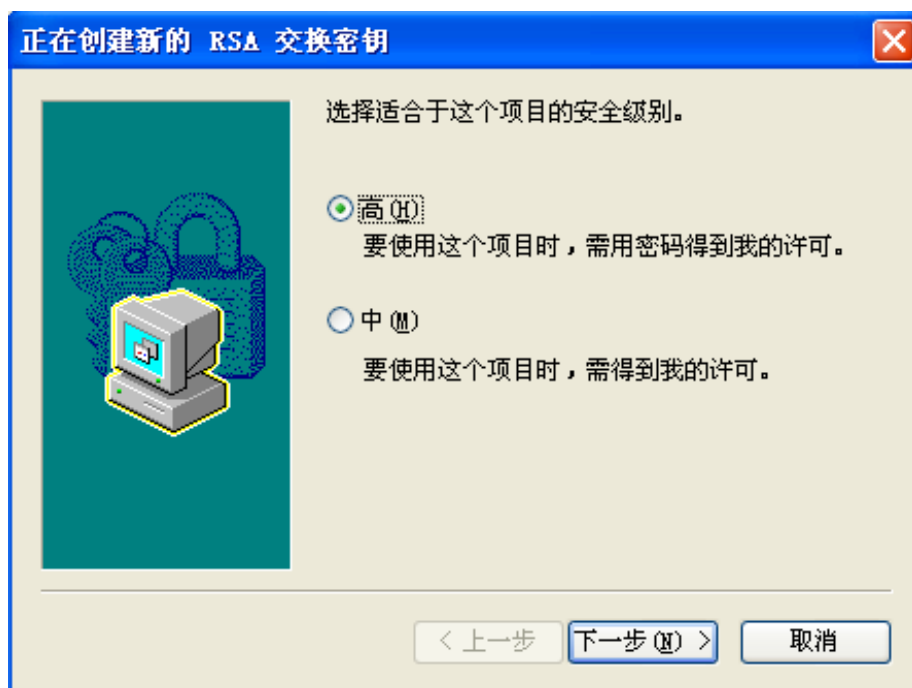 正在创建新的 RSA 交换密钥
选择适合于这个项目的安全级别。
高(H)
要使用这个项目时，需用密码得到我的许可。
中(M)
要使用这个项目时，需得到我的许可。
< 上一步
下一步(N) >
取消